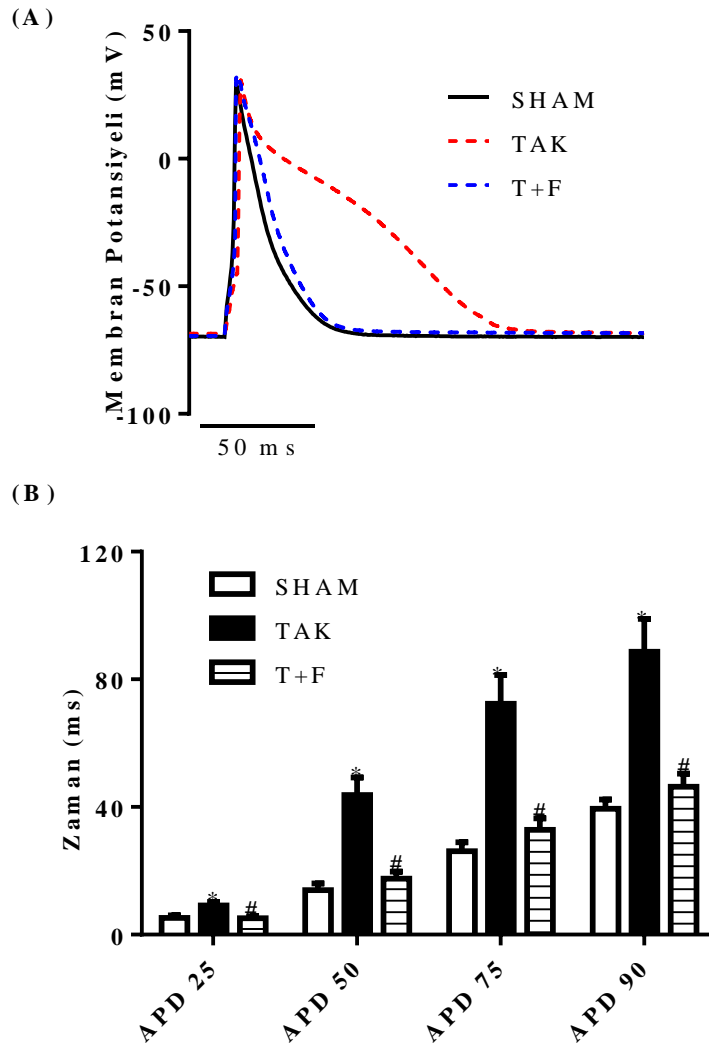 (A)
Membran Potansiyeli (mV)
50
0
-50
-100
SHAM
TAK
T+F
50 ms
(B)
Zaman (ms)
120
80
40
0
SHAM
TAK
T+F
* #
* #
* #
* #
APD 25
APD 50
APD 75
APD 90